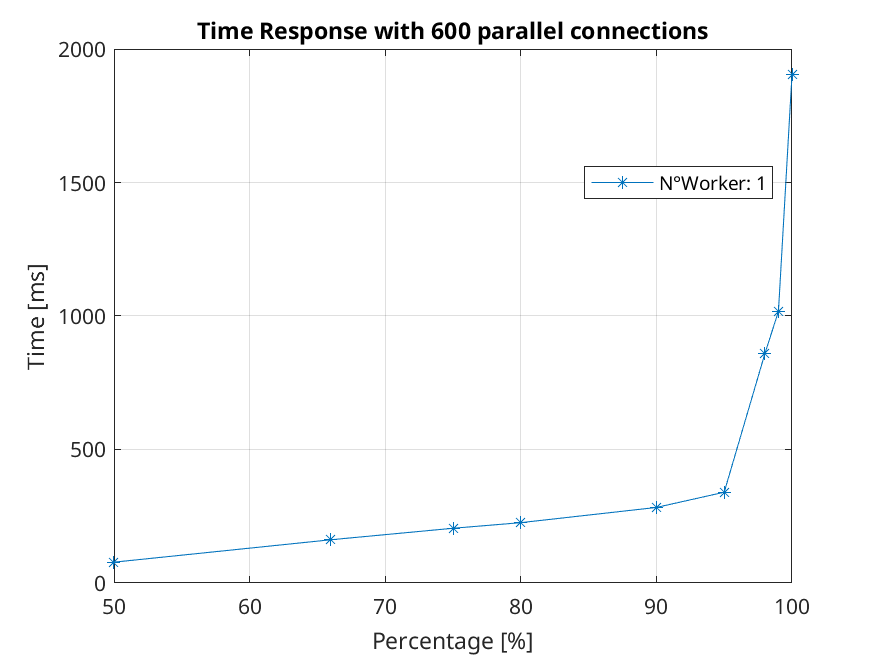 Time Response with 600 parallel connections
2000
1500
1000
500
0
Time [ms]
N°Worker: 1
50 60 70 80 90 100
Percentage [%]